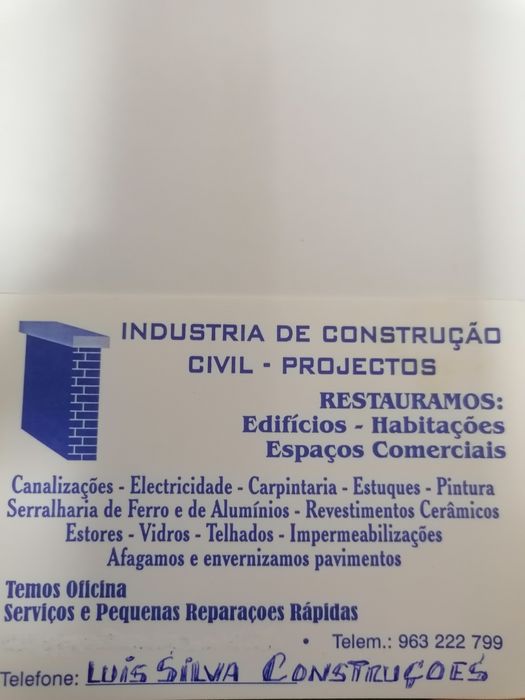 INDUSTRIA DE CONSTRUÇÃO
CIVIL - PROJECTOS
RESTAURAMOS:
Edifícios - Habitações
Espaços Comerciais
Canalizações - Electricidade - Carpintaria - Estuques - Pintura
Serralharia de Ferro e de Alumínios - Revestimentos Cerâmicos
Estores - Vidros - Telhados - Impermeabilizações
Afagamos e envernizamos pavimentos
Temos Oficina
Serviços e Pequenas Reparaçoes Rápidas
• Telem.: 963 222 799
Telefone: LUÍS SILVA CONSTRUÇOES